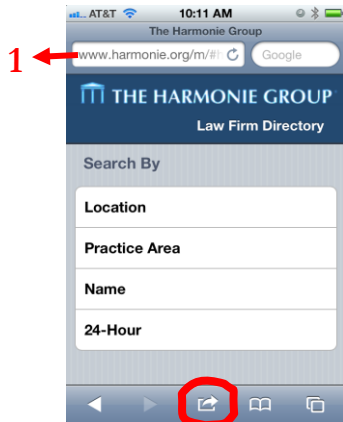 AT&T 10:11 AM
The Harmonie Group
1
www.harmonie.org/m/#
Google
THE HARMONIE GROUP
Law Firm Directory
Search By
Location
Practice Area
Name
24-Hour